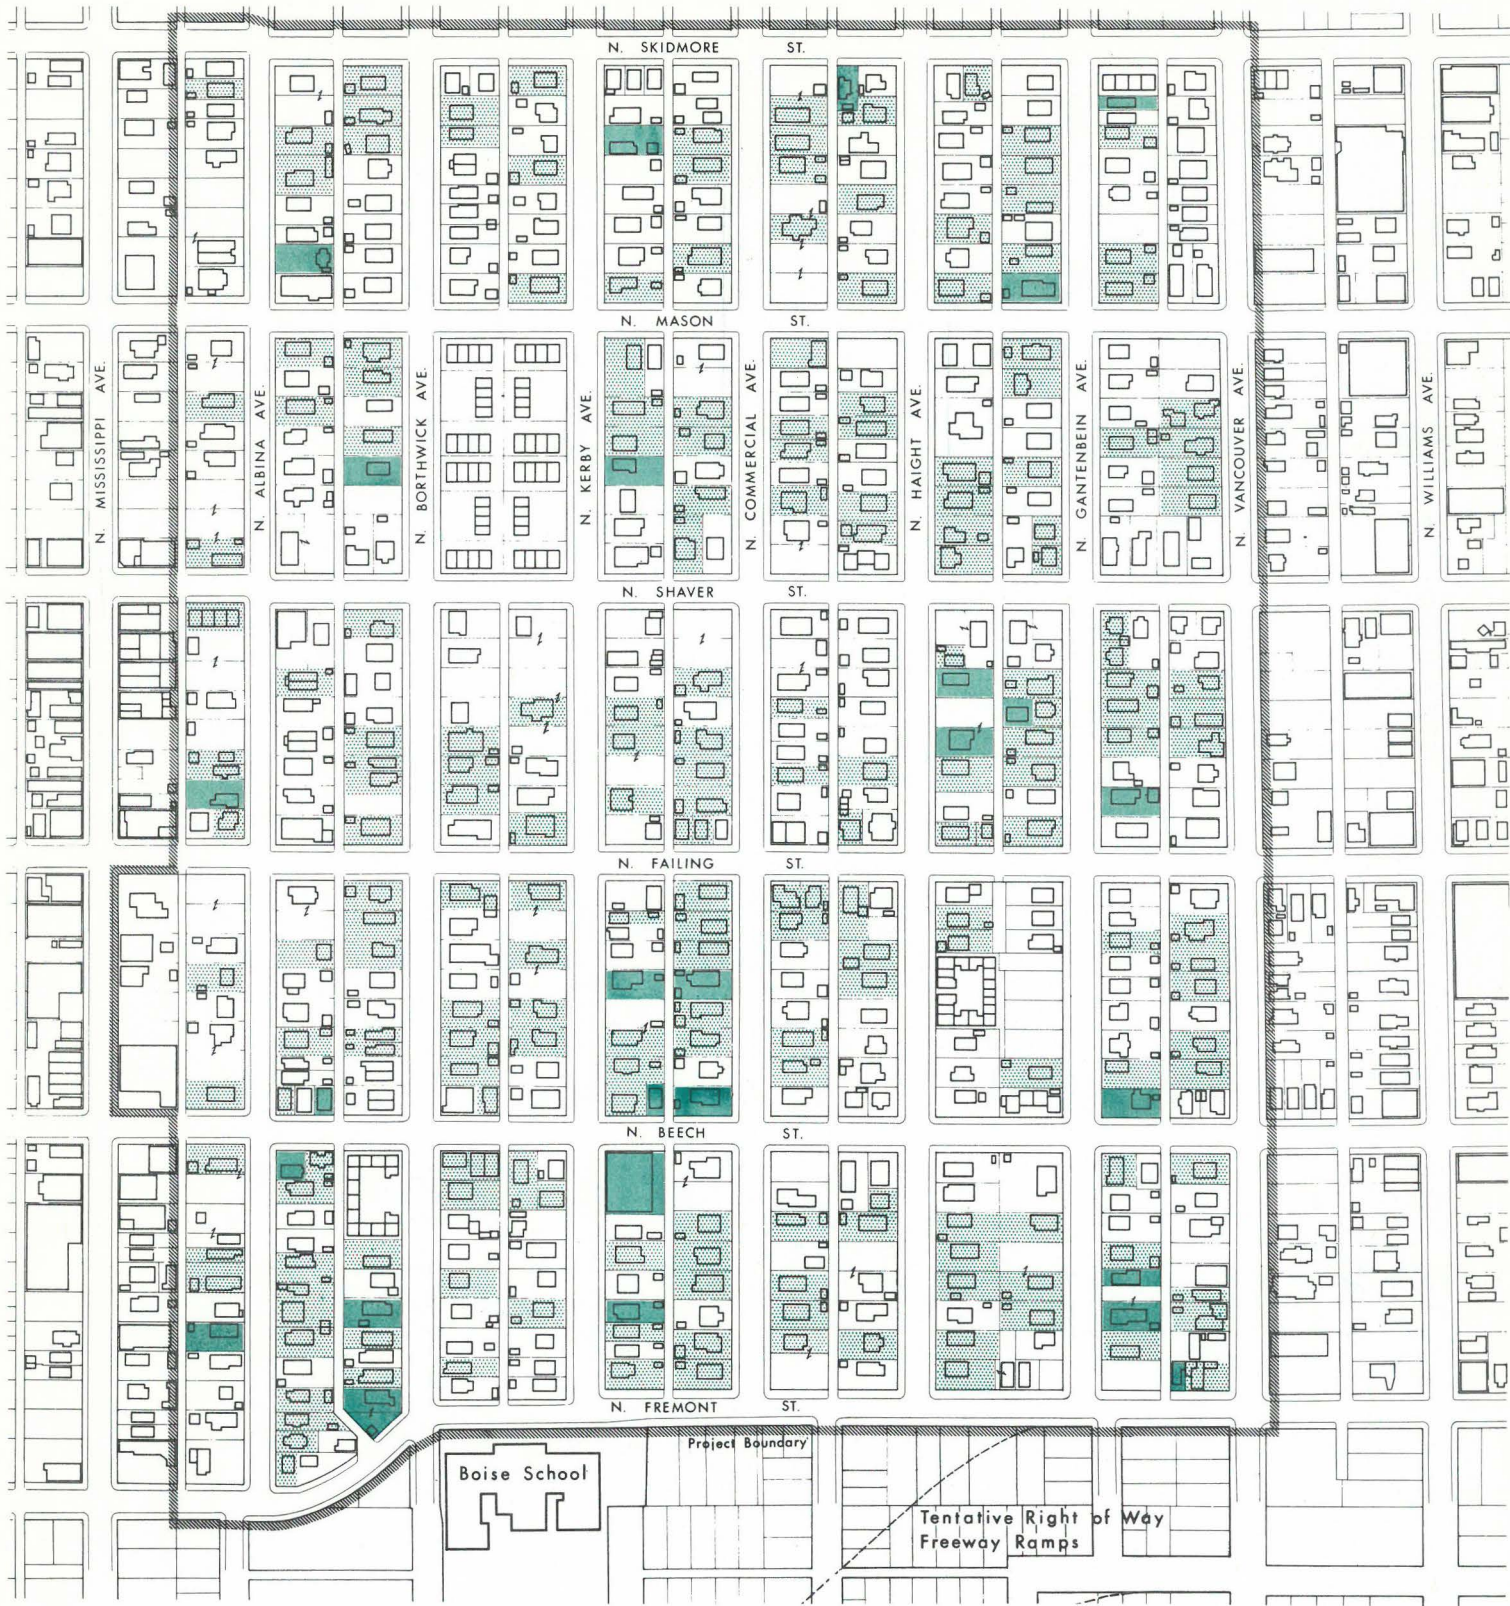 N. SKIDMORE ST.
N. MASON ST.
N. MISSISSIPPI AVE.
N. ALBINA AVE.
N. BORTHWICK AVE.
N. KERBY AVE.
N. COMMERCIAL AVE.
N. HAIGHT AVE.
N. GANTENBEIN AVE.
N. VANCOUVER AVE.
N. WILLIAMS AVE.
N. SHAVER ST.
N. FAILING ST.
N. BEECH ST.
N. FREMONT ST.
Project Boundary
Boise School
Tentative Right of Way
Freeway Ramps